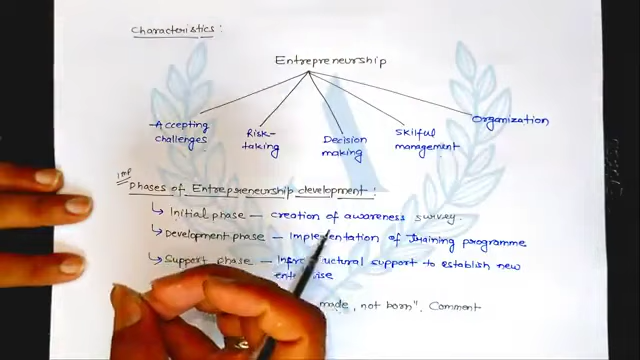 Characteristics :
Entrepreneurship
Accepting challenges
Risk-taking
Decision making
Skilful management
Organization
IMP
Phases of Entrepreneurship development :
↳ Initial phase — creation of awareness survey.
↳ Development phase — Implementation of training programme
↳ Support phase — Infrastructural support to establish new
enterprise
made, not born". Comment